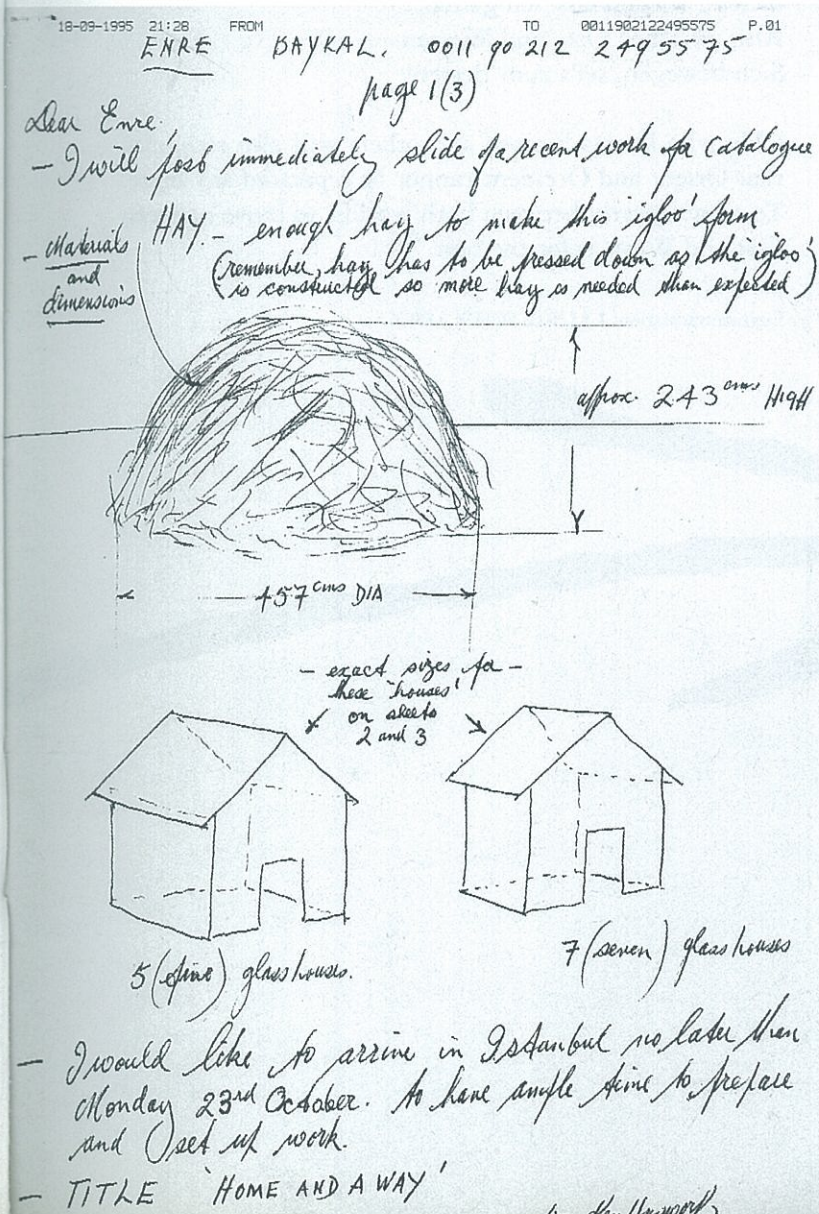 18-09-1995 21:28 FROM TO 0011902122495575 P.01
ENRE BAYKAL. 0011 90 212 2495575
page 1(3)
Dear Enre,
- I will post immediately slide of a recent work for catalogue
- Materials and dimensions
HAY. - enough hay to make this 'igloo' form
(remember, hay has to be pressed down as the 'igloo'
is constructed so more hay is needed than expected)
approx. 243 cms HIGH
457 cms DIA
- exact sizes for -
these 'houses'
on sheets
2 and 3
5 (five) glass houses.
7 (seven) glass houses
- I would like to arrive in Istanbul no later than
Monday 23rd October. to have ample time to prepare
and set up work.
- TITLE 'HOME AND A WAY'